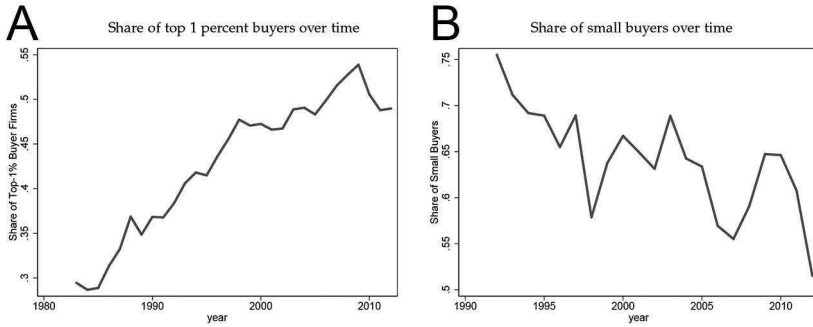 A
Share of top 1 percent buyers over time
Share of Top-1% Buyer Firms
.55
.5
.45
.4
.35
.3
1980
1990
2000
2010
year
B
Share of small buyers over time
Share of Small Buyers
.75
.7
.65
.6
.55
.5
1990
1995
2000
2005
2010
year